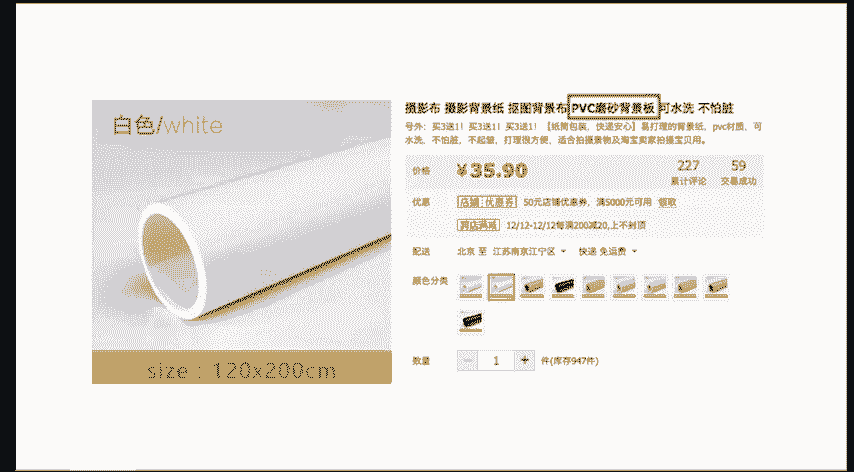 白色/white
size：120x200cm
摄影布 摄影背景纸 抠图背景布PVC磨砂背景板 可水洗 不怕脏
号外：买3送1！买3送1！买3送1！【纸筒包装，快递安心】易打理的背景纸，pvc材质，可
水洗，不怕脏，不起皱，打理很方便，适合拍摄景物及淘宝卖家拍摄宝贝用。
价格 ¥35.90 227 59
累计评论 交易成功
优惠 店铺优惠券 50元店铺优惠券，满5000元可用 领取
跨店满减 12/12-12/12每满200减20,上不封顶
配送 北京 至 江苏南京江宁区 快递 免运费
颜色分类
数量 1 件(库存947件)